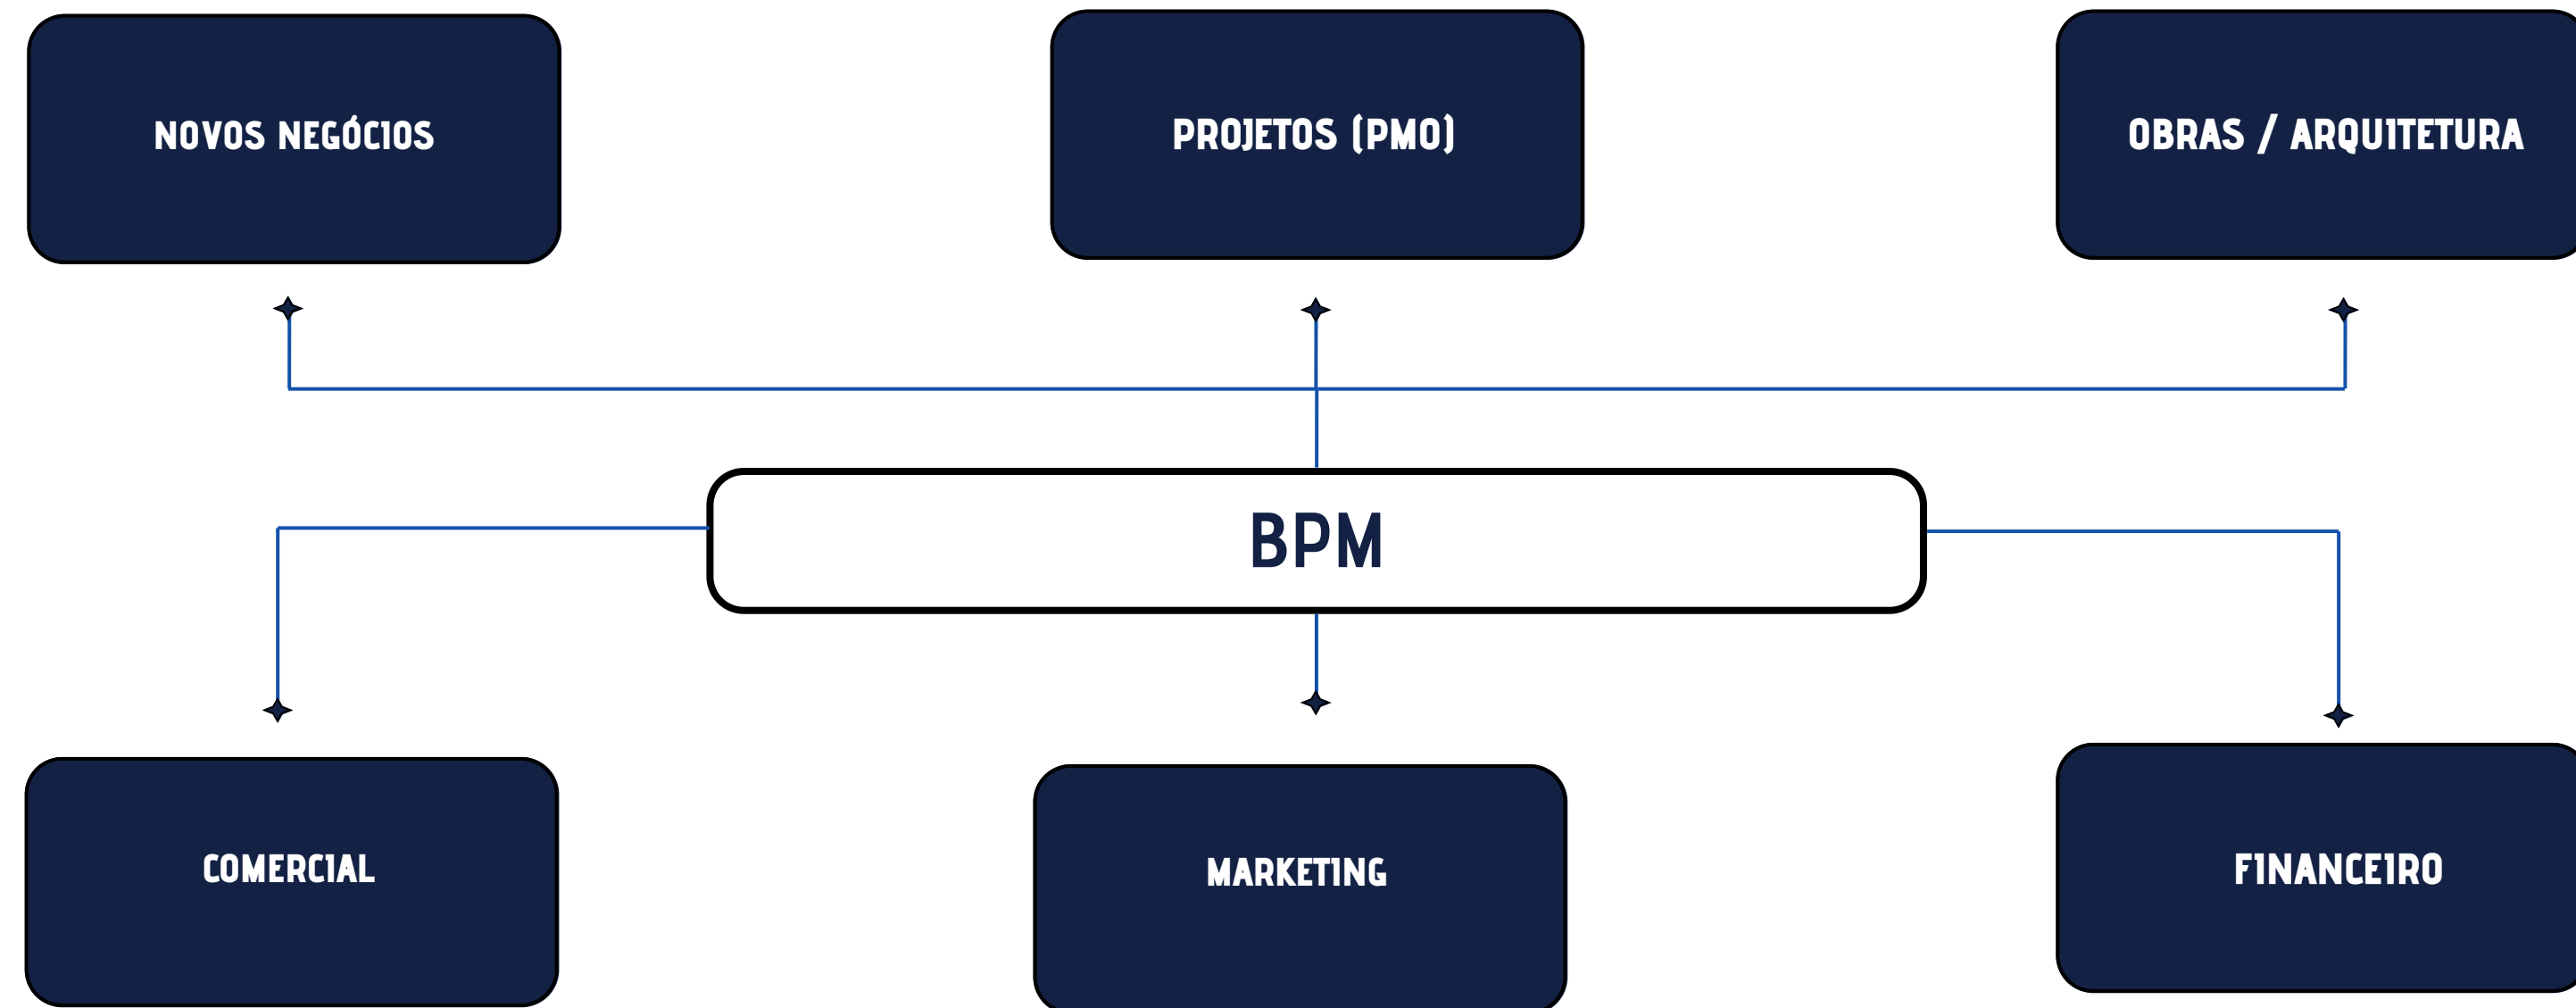 NOVOS NEGÓCIOS
PROJETOS (PMO)
OBRAS / ARQUITETURA
BPM
COMERCIAL
MARKETING
FINANCEIRO